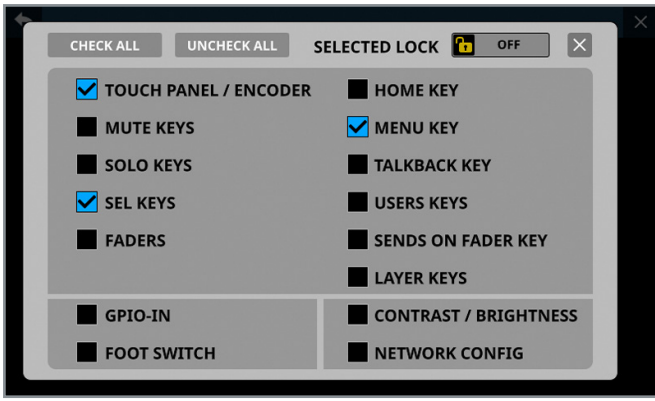 CHECK ALL
UNCHECK ALL
SELECTED LOCK
OFF
TOUCH PANEL / ENCODER
MUTE KEYS
SOLO KEYS
SEL KEYS
FADERS
HOME KEY
MENU KEY
TALKBACK KEY
USERS KEYS
SENDS ON FADER KEY
LAYER KEYS
GPIO-IN
FOOT SWITCH
CONTRAST / BRIGHTNESS
NETWORK CONFIG